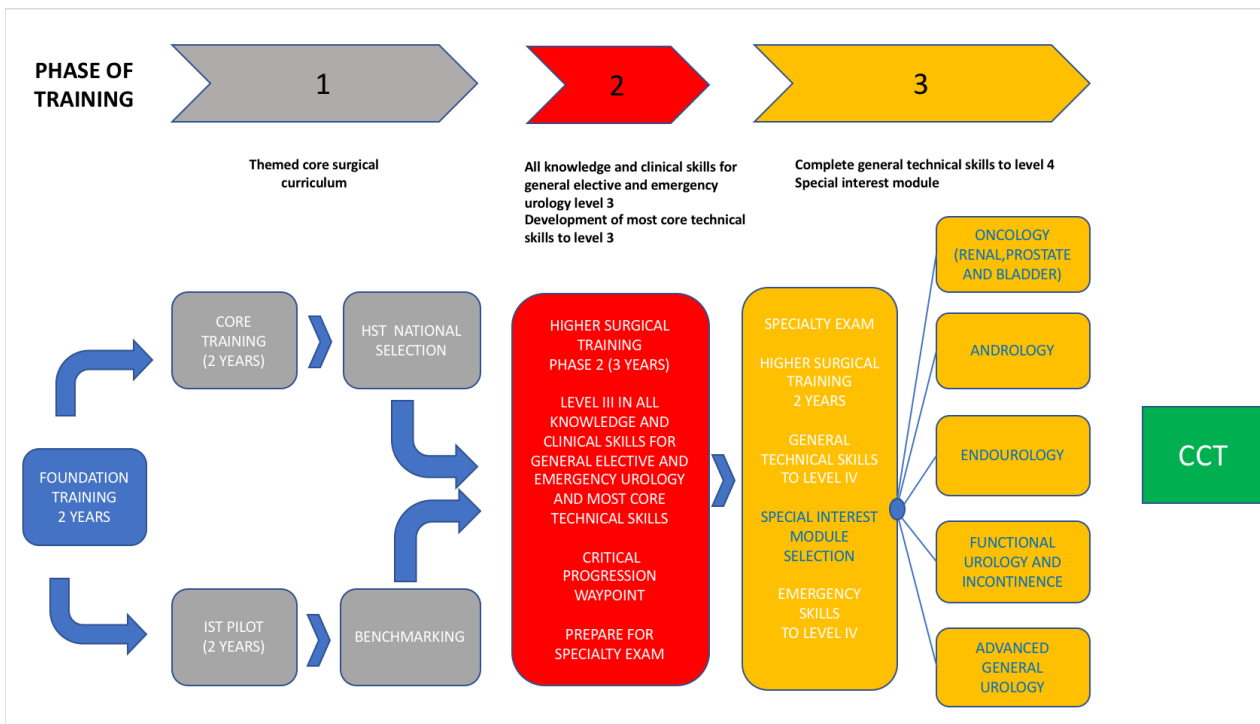 PHASE OF
TRAINING
1
2
3
Themed core surgical
curriculum
All knowledge and clinical skills for
general elective and emergency
urology level 3
Development of most core technical
skills to level 3
Complete general technical skills to level 4
Special interest module
FOUNDATION
TRAINING
2 YEARS
CORE
TRAINING
(2 YEARS)
HST  NATIONAL
SELECTION
IST PILOT
(2 YEARS)
BENCHMARKING
HIGHER SURGICAL
TRAINING
PHASE 2 (3 YEARS)
LEVEL III IN ALL
KNOWLEDGE AND
CLINICAL SKILLS FOR
GENERAL ELECTIVE AND
EMERGENCY UROLOGY
AND MOST CORE
TECHNICAL SKILLS
CRITICAL
PROGRESSION
WAYPOINT
PREPARE FOR
SPECIALTY EXAM
SPECIALTY EXAM
HIGHER SURGICAL
TRAINING
2 YEARS
GENERAL
TECHNICAL SKILLS
TO LEVEL IV
SPECIAL INTEREST
MODULE
SELECTION
EMERGENCY
SKILLS
TO LEVEL IV
ONCOLOGY
(RENAL,PROSTATE
AND BLADDER)
ANDROLOGY
ENDOUROLOGY
FUNCTIONAL
UROLOGY AND
INCONTINENCE
ADVANCED
GENERAL
UROLOGY
CCT